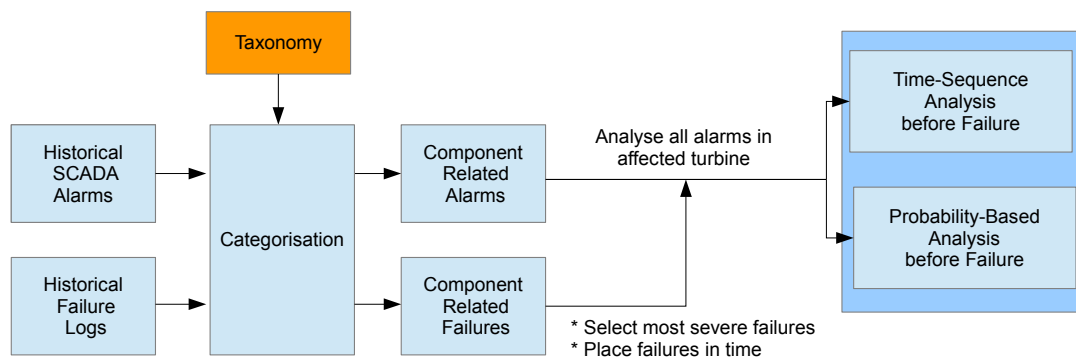 Taxonomy
Historical
SCADA
Alarms
Historical
Failure
Logs
Categorisation
Component
Related
Alarms
Component
Related
Failures
Analyse all alarms in
affected turbine
* Select most severe failures
* Place failures in time
Time-Sequence
Analysis
before Failure
Probability-Based
Analysis
before Failure